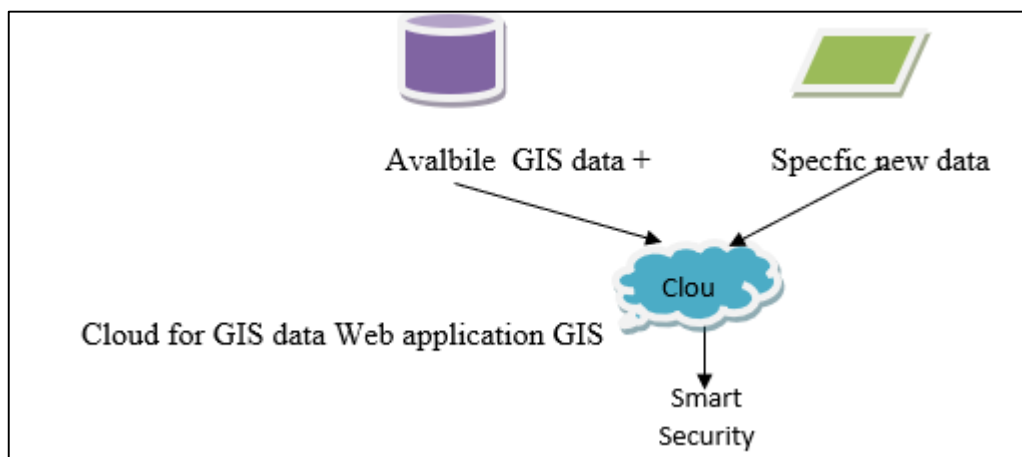 Avalbile GIS data +
Specfic new data
Clou
Cloud for GIS data Web application GIS
Smart
Security